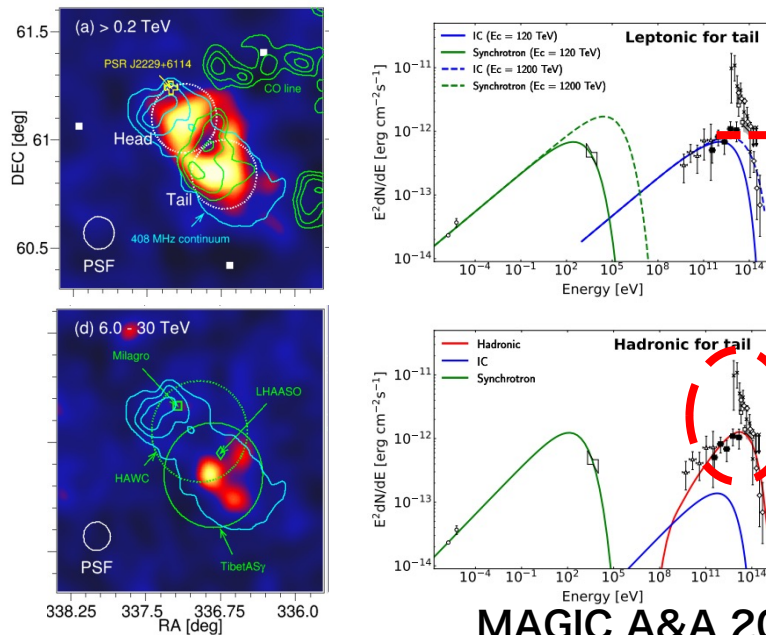 (a) > 0.2 TeV
PSR J2229+6114
CO line
Head
Tail
408 MHz continuum
PSF
61.5
61
60.5
DEC [deg]
(d) 6.0 - 30 TeV
Milagro
LHAASO
HAWC
TibetASγ
PSF
338.25 337.5 336.75 336.0
RA [deg]
IC (Ec = 120 TeV)
Synchrotron (Ec = 120 TeV)
IC (Ec = 1200 TeV)
Synchrotron (Ec = 1200 TeV)
Leptonic for tail
10⁻¹¹
10⁻¹²
10⁻¹³
10⁻¹⁴
E²dN/dE [erg cm⁻²s⁻¹]
10⁻⁴ 10⁻¹ 10² 10⁵ 10⁸ 10¹¹ 10¹⁴
Energy [eV]
Hadronic
IC
Synchrotron
Hadronic for tail
10⁻¹¹
10⁻¹²
10⁻¹³
10⁻¹⁴
E²dN/dE [erg cm⁻²s⁻¹]
10⁻⁴ 10⁻¹ 10² 10⁵ 10⁸ 10¹¹ 10¹⁴
Energy [eV]
MAGIC A&A 20